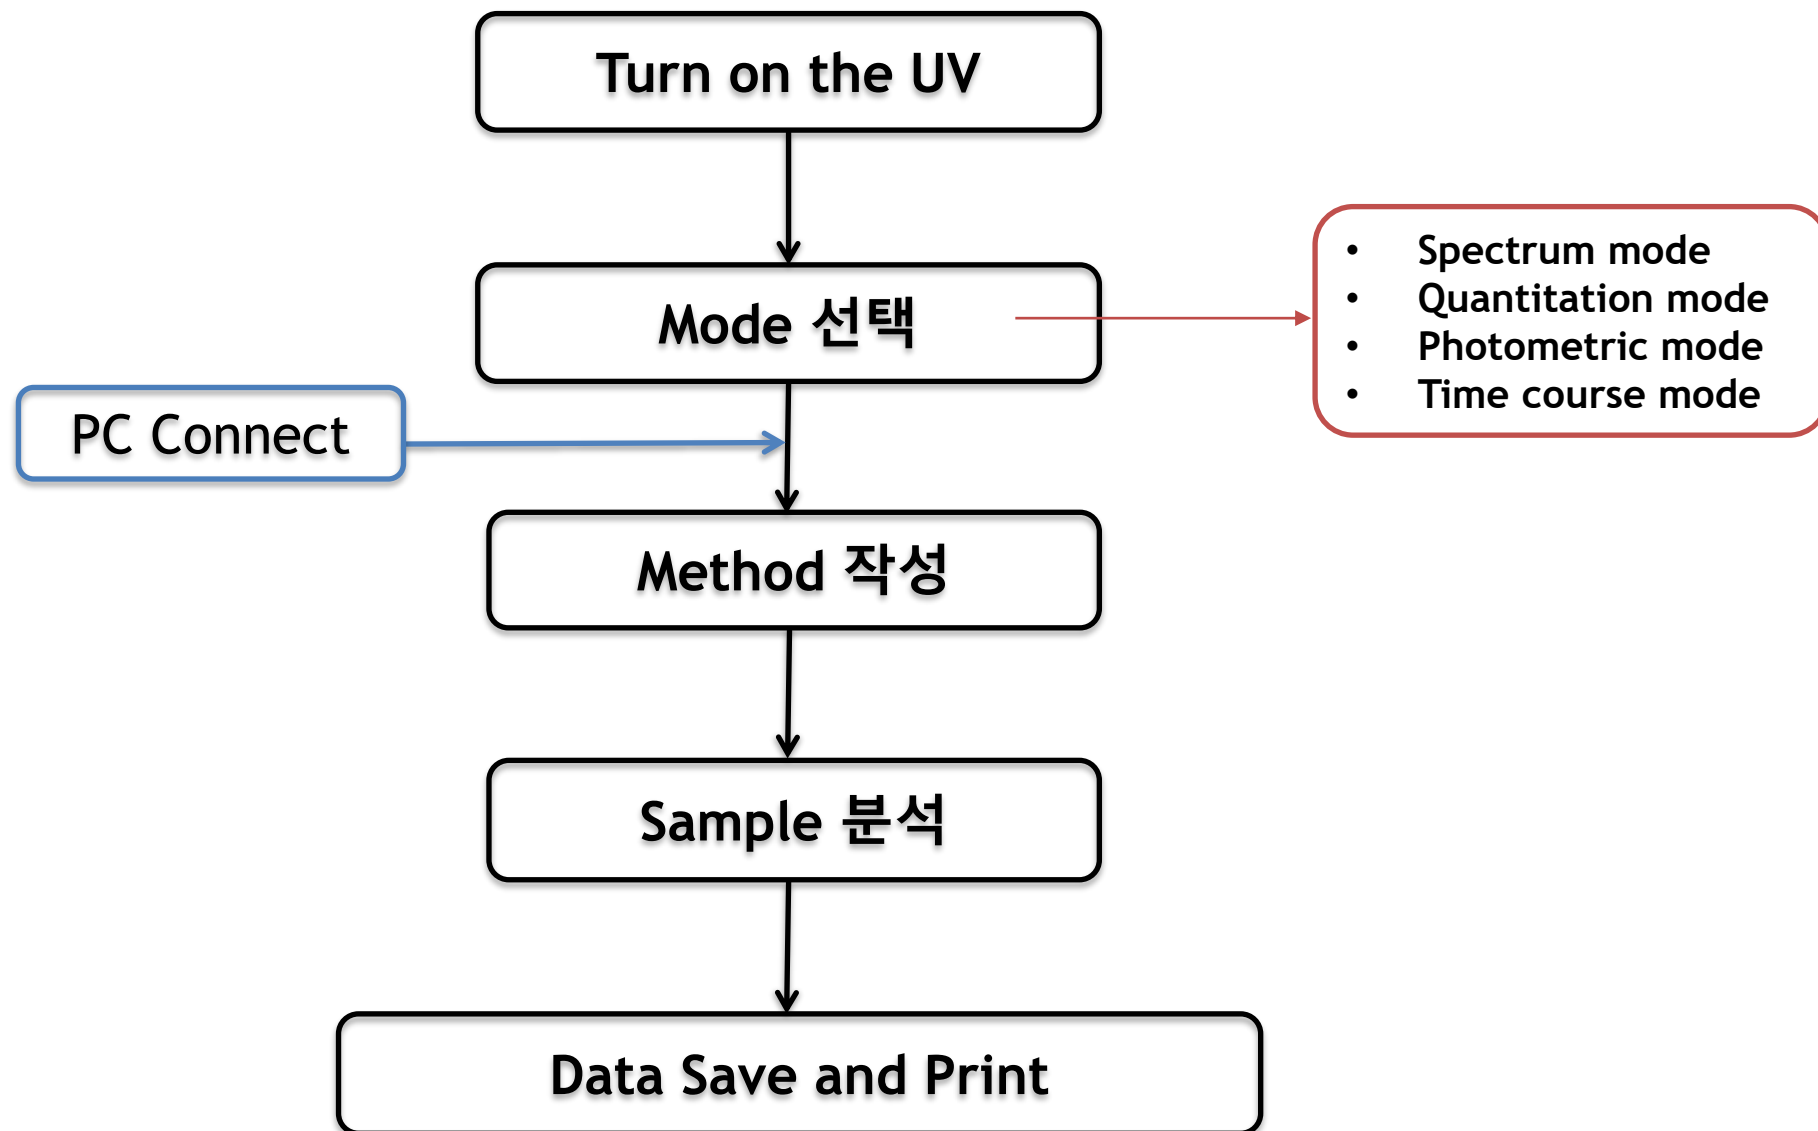 Turn on the UV
Mode 선택
• Spectrum mode
• Quantitation mode
• Photometric mode
• Time course mode
PC Connect
Method 작성
Sample 분석
Data Save and Print